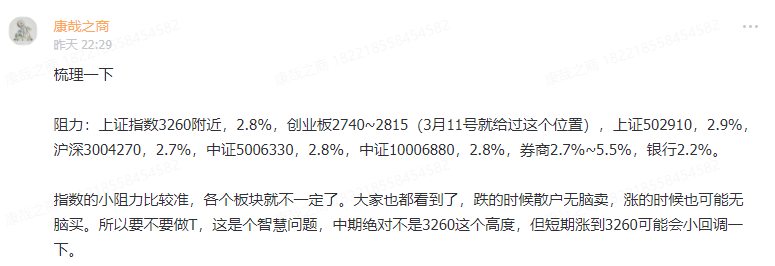 康哉之商
昨天 22:29
梳理一下
阻力：上证指数3260附近，2.8%，创业板2740~2815（3月11号就给过这个位置），上证502910，2.9%，
沪深3004270，2.7%，中证5006330，2.8%，中证10006880，2.8%，券商2.7%~5.5%，银行2.2%。
指数的小阻力比较准，各个板块就不一定了。大家也都看到了，跌的时候散户无脑卖，涨的时候也可能无
脑买。所以要不要做T，这是个智慧问题，中期绝对不是3260这个高度，但短期涨到3260可能会小回调一
下。
康哉之商 18221855845458​2